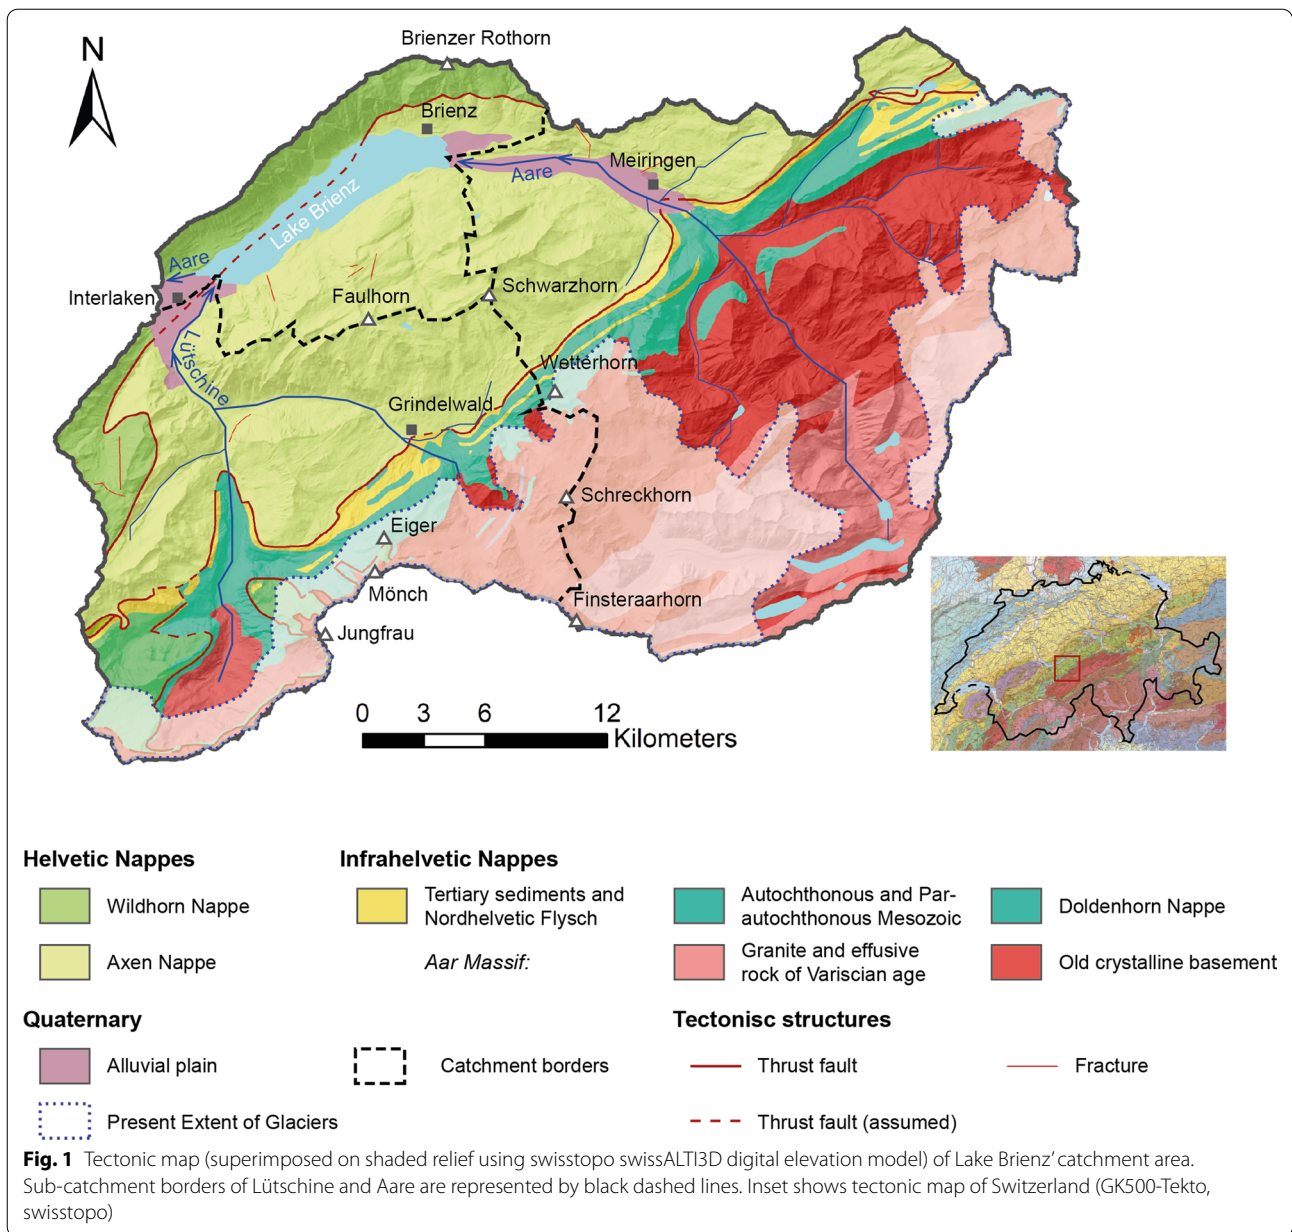 N
Brienzer Rothorn
Brienz
Meiringen
Aare
Lake Brienz
Aare
Interlaken
Faulhorn
Schwarzhorn
Lütschine
Wetterhorn
Grindelwald
Schreckhorn
Eiger
Mönch
Finsteraarhorn
Jungfrau
0 3 6 12
Kilometers
Helvetic Nappes
Infrahelvetic Nappes
Wildhorn Nappe
Tertiary sediments and
Nordhelvetic Flysch
Autochthonous and Par-
autochthonous Mesozoic
Doldenhorn Nappe
Axen Nappe
Aar Massif:
Granite and effusive
rock of Variscian age
Old crystalline basement
Quaternary
Tectonisc structures
Alluvial plain
Catchment borders
Thrust fault
Fracture
Present Extent of Glaciers
Thrust fault (assumed)
Fig. 1 Tectonic map (superimposed on shaded relief using swisstopo swissALTI3D digital elevation model) of Lake Brienz’ catchment area.
Sub-catchment borders of Lütschine and Aare are represented by black dashed lines. Inset shows tectonic map of Switzerland (GK500-Tekto,
swisstopo)